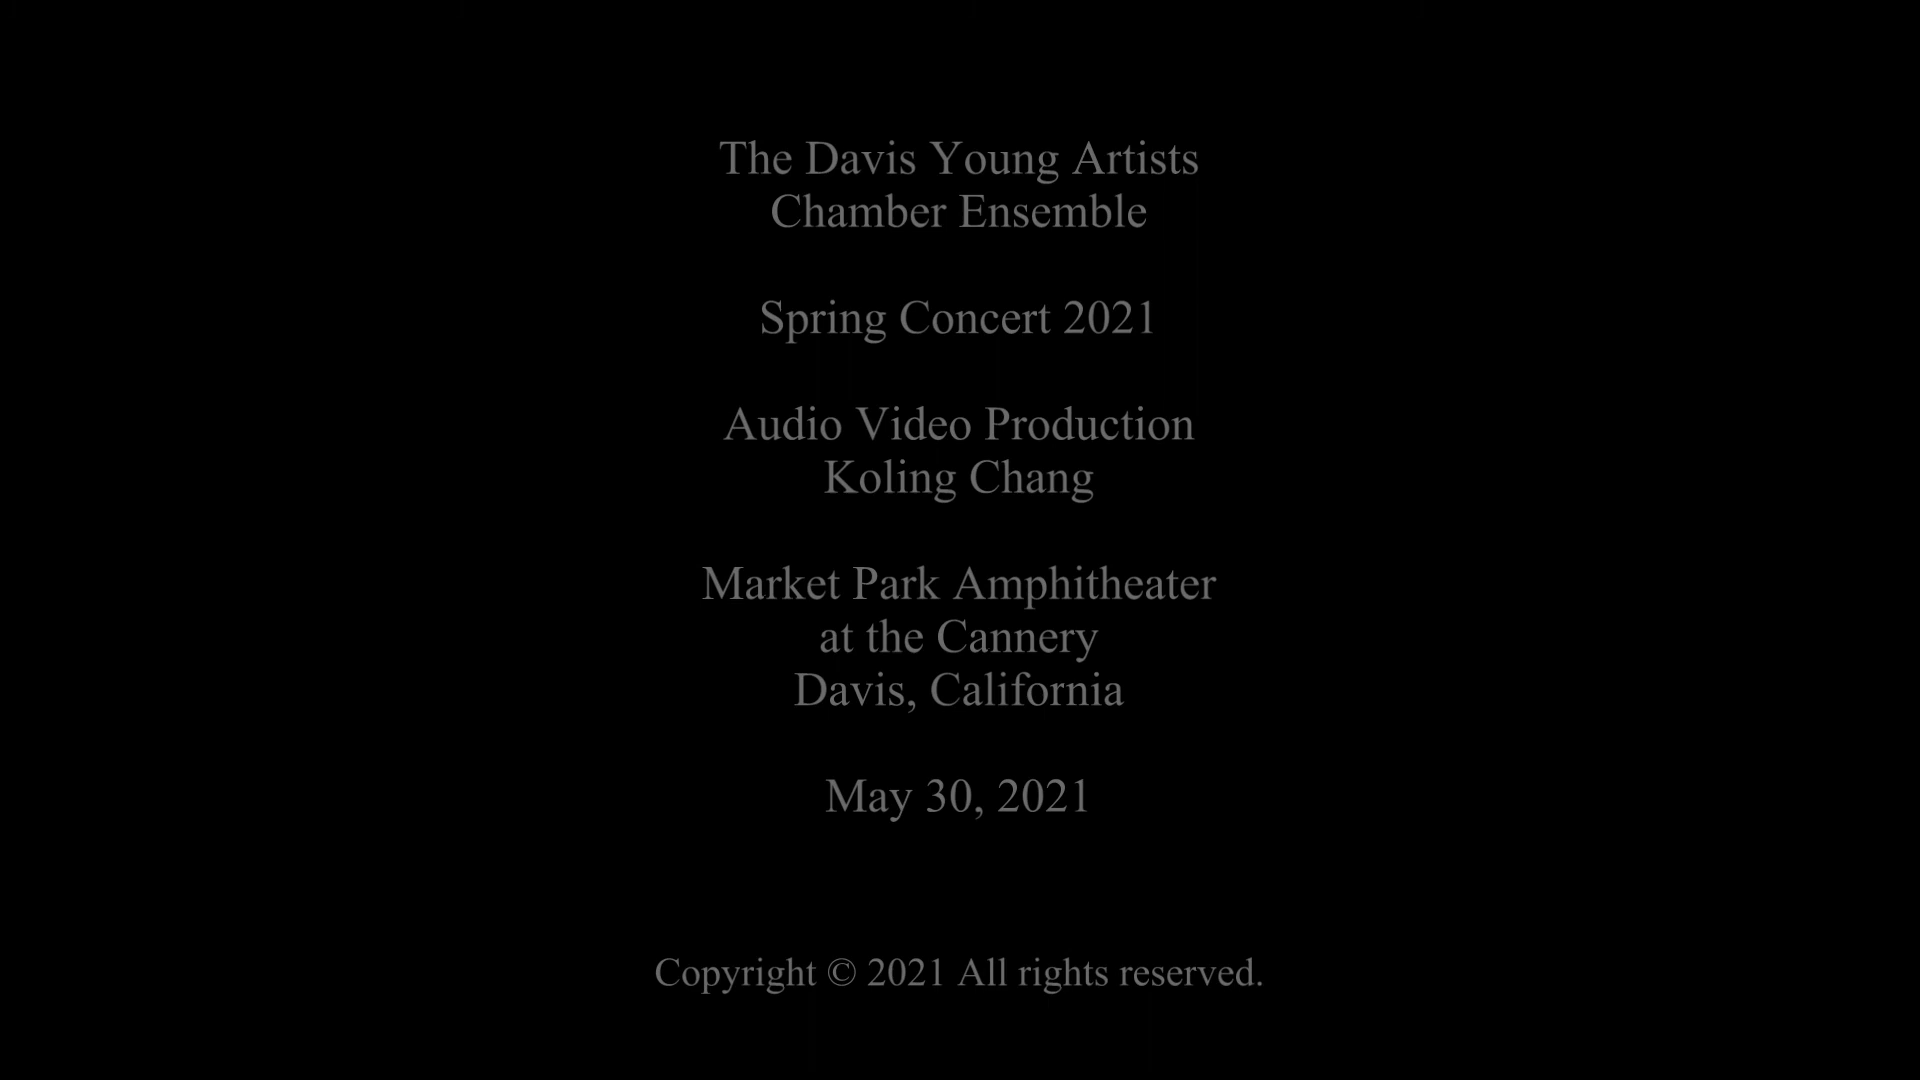 The Davis Young Artists
Chamber Ensemble
Spring Concert 2021
Audio Video Production
Koling Chang
Market Park Amphitheater
at the Cannery
Davis, California
May 30, 2021
Copyright © 2021 All rights reserved.